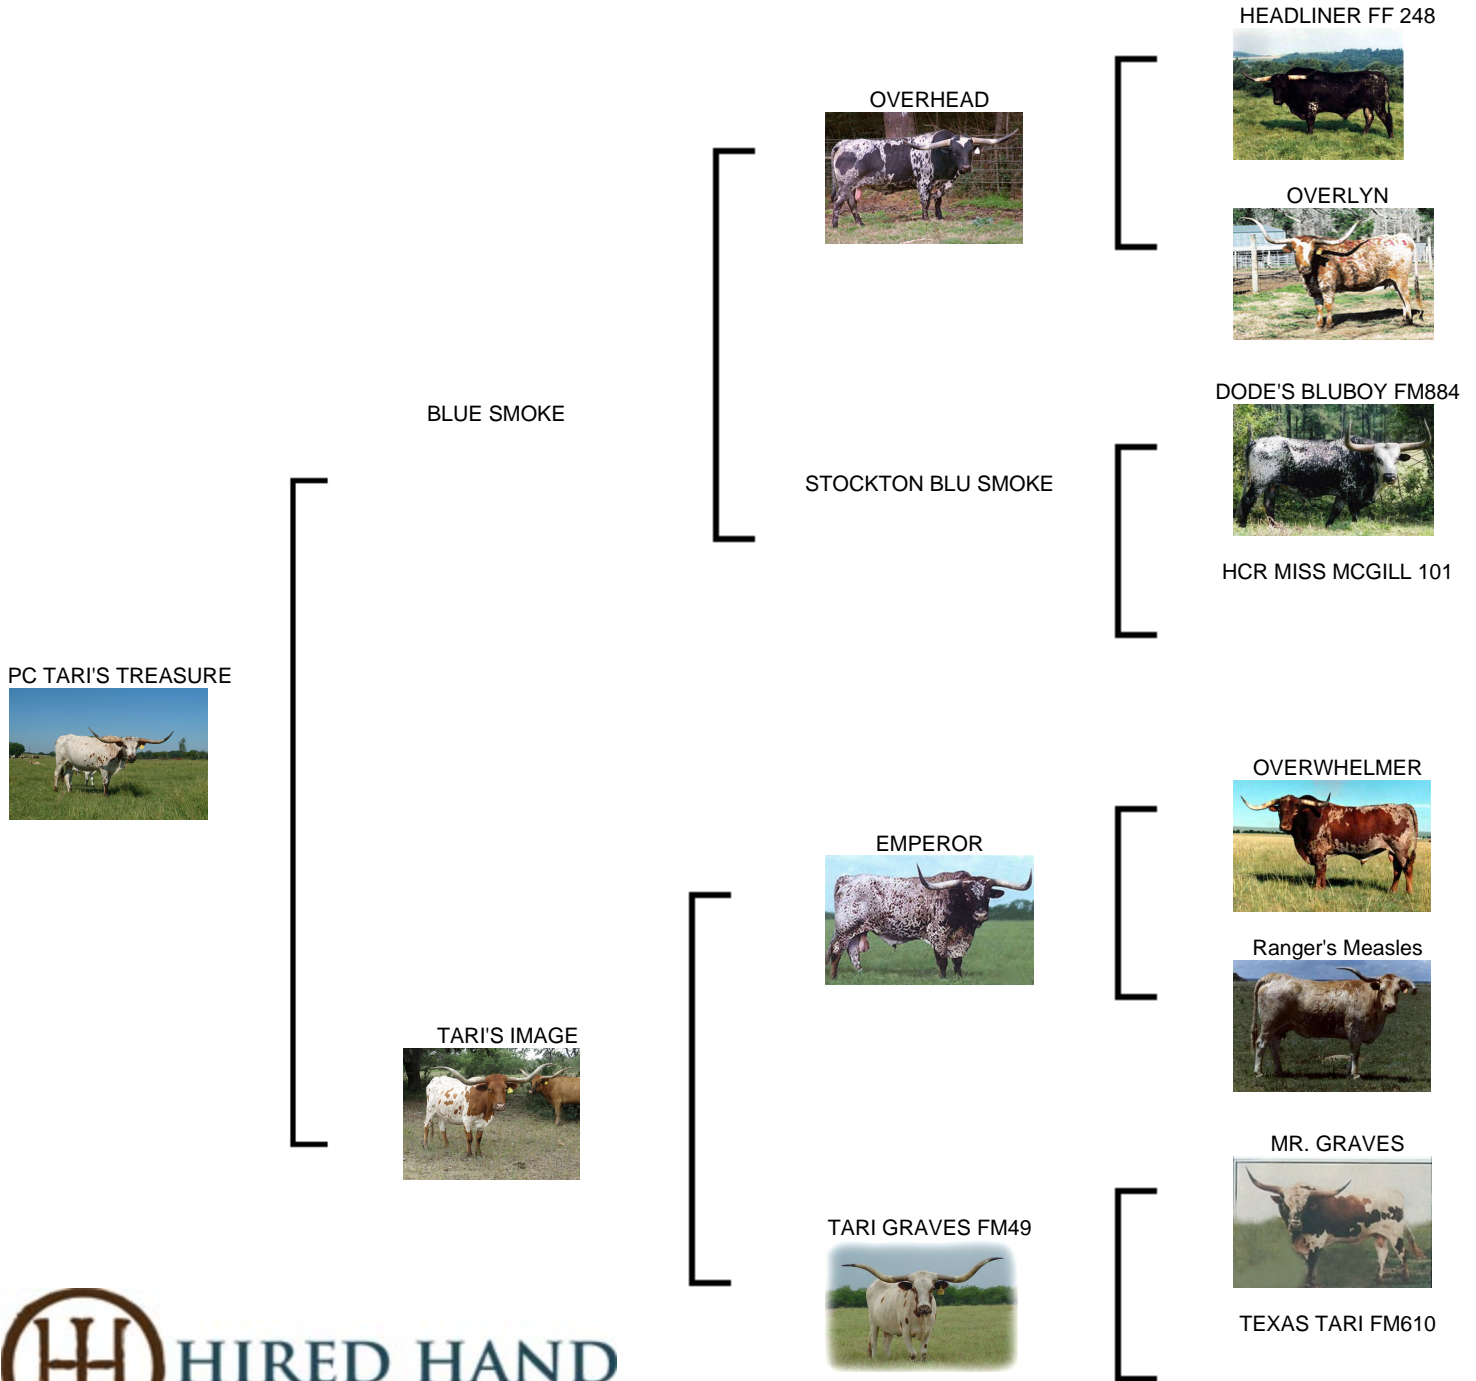 HEADLINER FF 248
OVERHEAD
OVERLYN
DODE'S BLUBOY FM884
BLUE SMOKE
STOCKTON BLU SMOKE
HCR MISS MCGILL 101
PC TARI'S TREASURE
OVERWHELMER
EMPEROR
Ranger's Measles
TARI'S IMAGE
MR. GRAVES
TARI GRAVES FM49
TEXAS TARI FM610
HIRED HAND